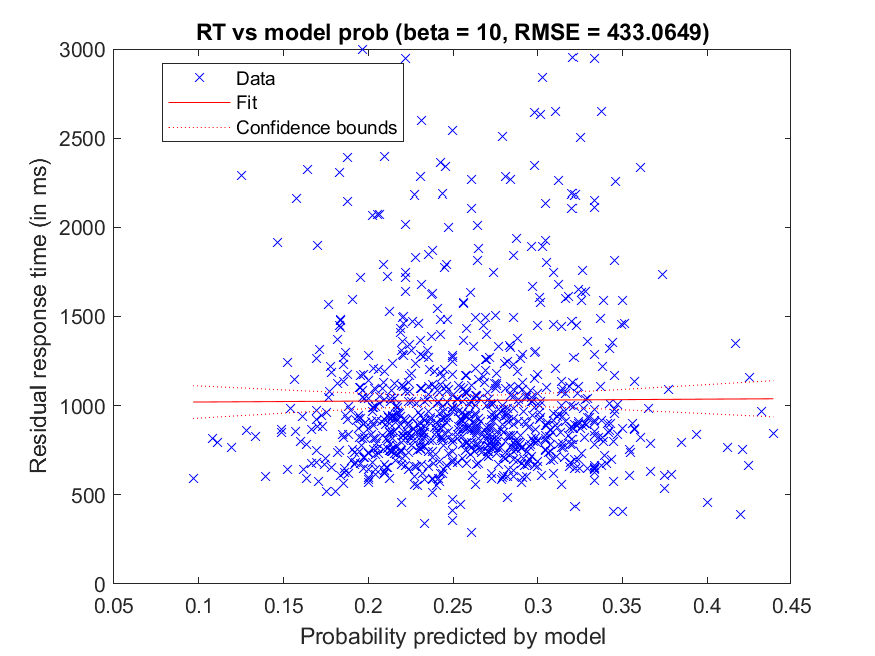 RT vs model prob (beta = 10, RMSE = 433.0649)
3000
2500
2000
1500
1000
500
0
Residual response time (in ms)
Data
Fit
Confidence bounds
0.05 0.1 0.15 0.2 0.25 0.3 0.35 0.4 0.45
Probability predicted by model